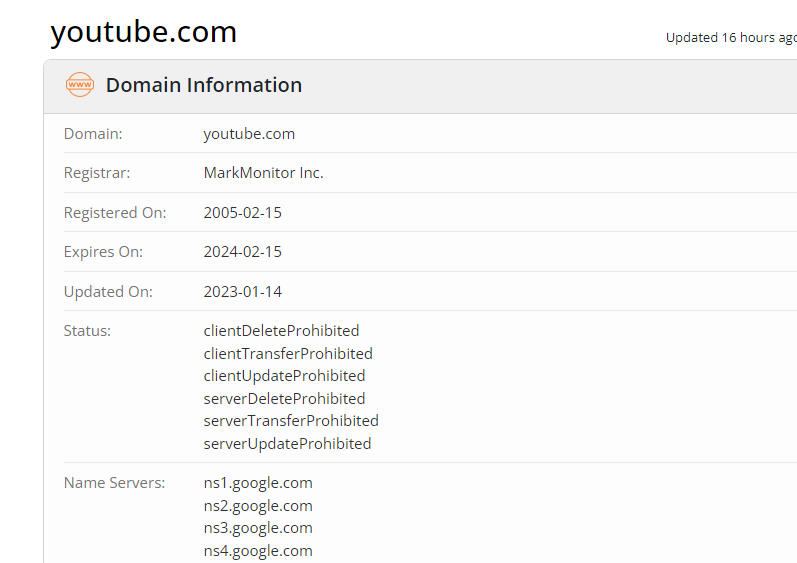 youtube.com
Updated 16 hours ago
www
Domain Information
Domain: youtube.com
Registrar: MarkMonitor Inc.
Registered On: 2005-02-15
Expires On: 2024-02-15
Updated On: 2023-01-14
Status: clientDeleteProhibited
clientTransferProhibited
clientUpdateProhibited
serverDeleteProhibited
serverTransferProhibited
serverUpdateProhibited
Name Servers: ns1.google.com
ns2.google.com
ns3.google.com
ns4.google.com